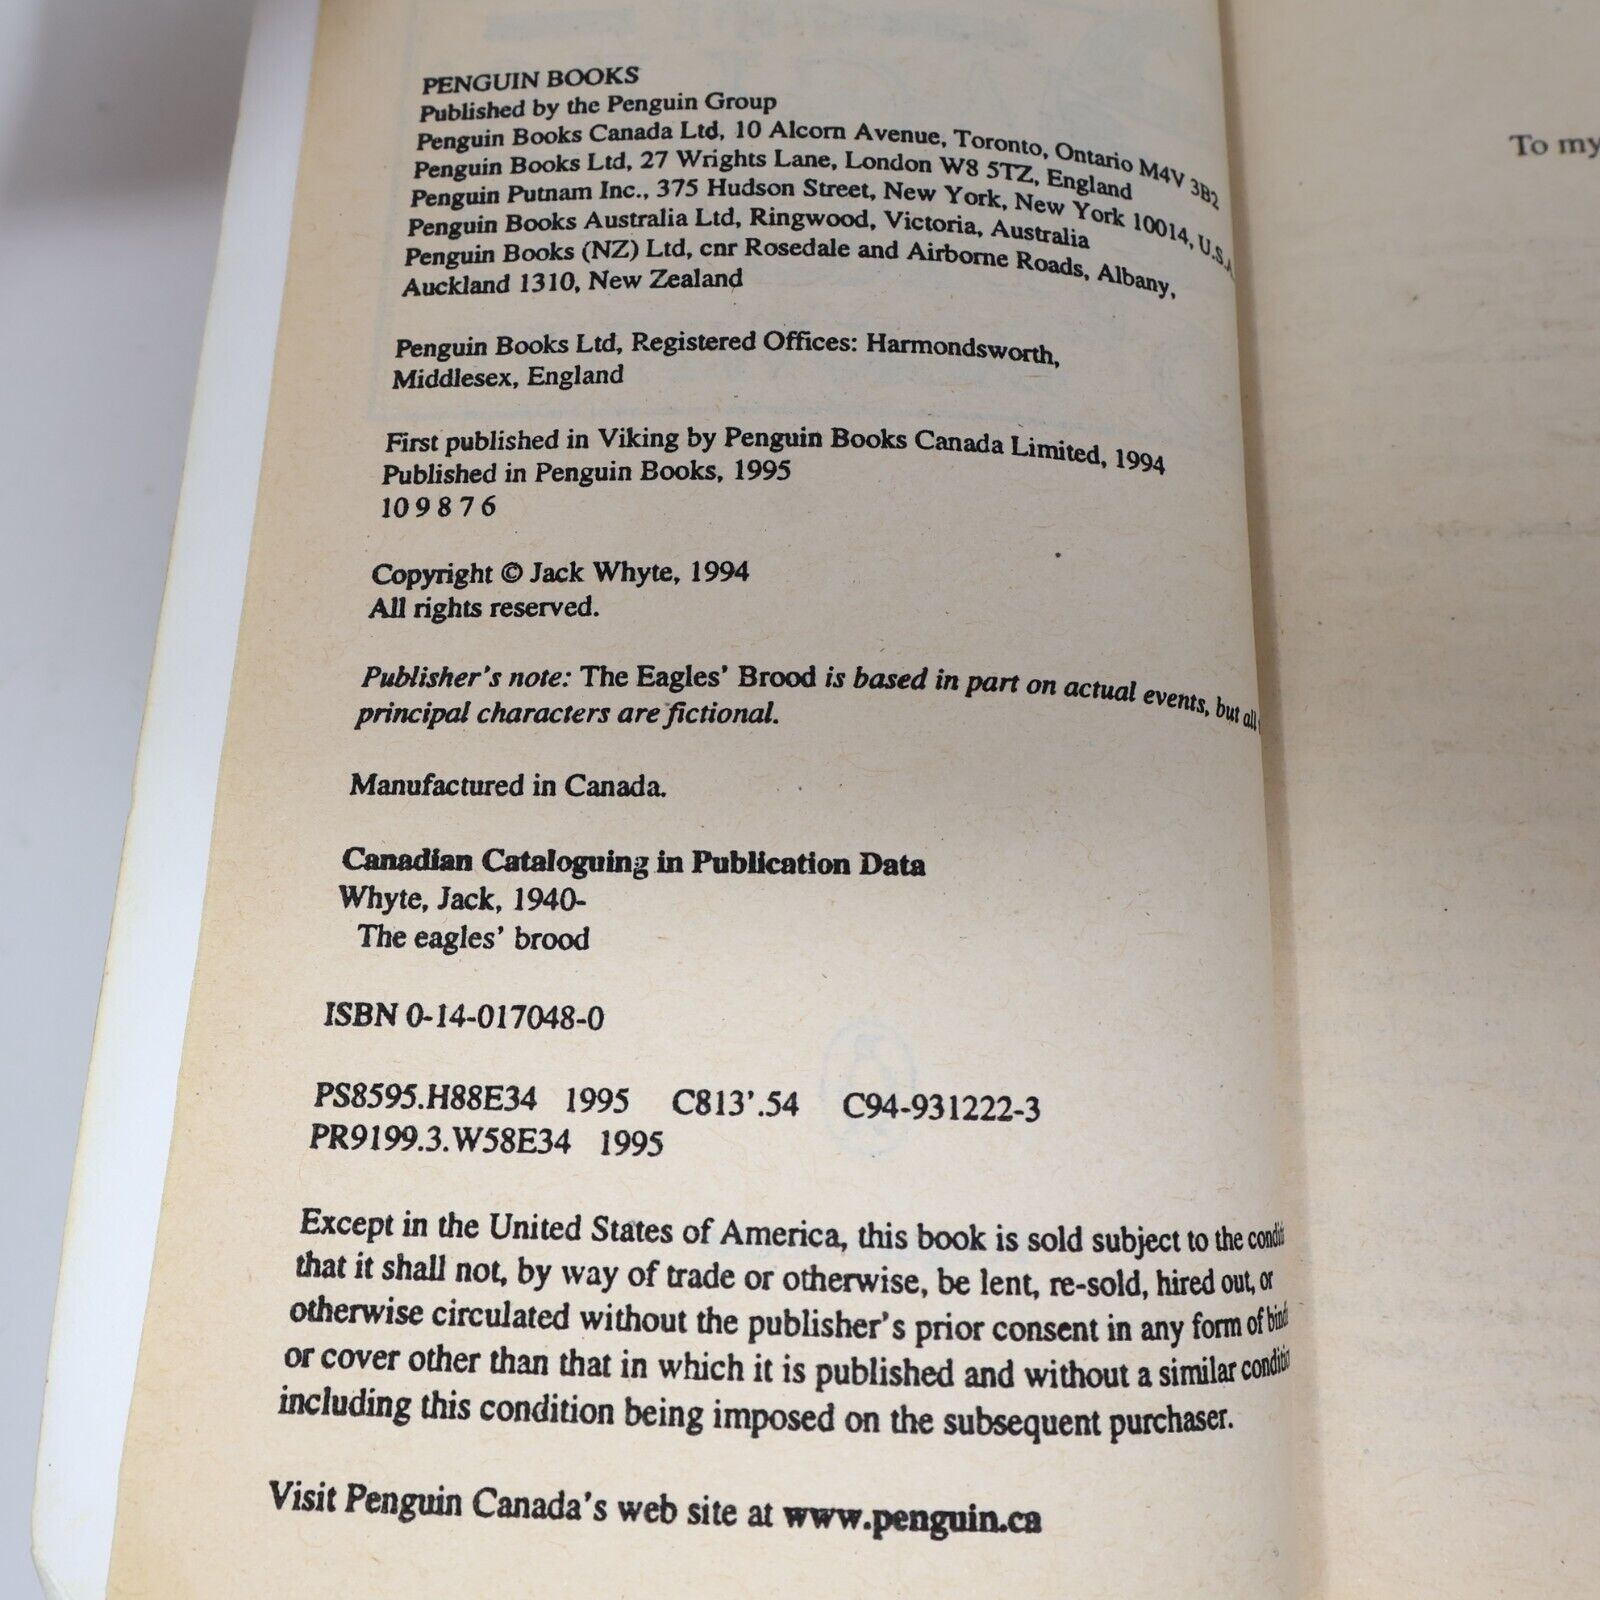 PENGUIN BOOKS
Published by the Penguin Group
Penguin Books Canada Ltd, 10 Alcorn Avenue, Toronto, Ontario M4V 3B2
Penguin Books Ltd, 27 Wrights Lane, London W8 5TZ, England
Penguin Putnam Inc., 375 Hudson Street, New York, New York 10014, U.S.A
Penguin Books Australia Ltd, Ringwood, Victoria, Australia
Penguin Books (NZ) Ltd, cnr Rosedale and Airborne Roads, Albany,
Auckland 1310, New Zealand
Penguin Books Ltd, Registered Offices: Harmondsworth,
Middlesex, England
First published in Viking by Penguin Books Canada Limited, 1994
Published in Penguin Books, 1995
10 9 8 7 6
Copyright © Jack Whyte, 1994
All rights reserved.
Publisher's note: The Eagles' Brood is based in part on actual events, but all
principal characters are fictional.
Manufactured in Canada.
Canadian Cataloguing in Publication Data
Whyte, Jack, 1940-
The eagles' brood
ISBN 0-14-017048-0
PS8595.H88E34 1995 C813'.54 C94-931222-3
PR9199.3.W58E34 1995
Except in the United States of America, this book is sold subject to the
that it shall not, by way of trade or otherwise, be lent, re-sold, hired out, or
otherwise circulated without the publisher's prior consent in any form of
or cover other than that in which it is published and without a similar
including this condition being imposed on the subsequent purchaser.
Visit Penguin Canada's web site at www.penguin.ca
To my